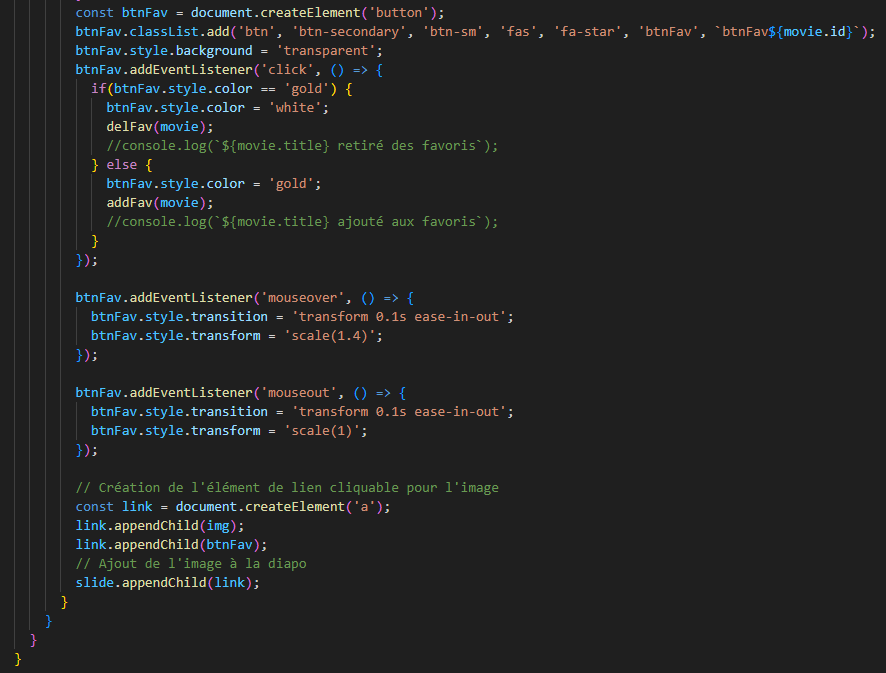 const btnFav = document.createElement('button');
btnFav.classList.add('btn', 'btn-secondary', 'btn-sm', 'fas', 'fa-star', 'btnFav', `btnFav${movie.id}`);
btnFav.style.background = 'transparent';
btnFav.addEventListener('click', () => {
if(btnFav.style.color == 'gold') {
btnFav.style.color = 'white';
delFav(movie);
//console.log(`${movie.title} retiré des favoris`);
} else {
btnFav.style.color = 'gold';
addFav(movie);
//console.log(`${movie.title} ajouté aux favoris`);
}
});
btnFav.addEventListener('mouseover', () => {
btnFav.style.transition = 'transform 0.1s ease-in-out';
btnFav.style.transform = 'scale(1.4)';
});
btnFav.addEventListener('mouseout', () => {
btnFav.style.transition = 'transform 0.1s ease-in-out';
btnFav.style.transform = 'scale(1)';
});
// Création de l'élément de lien cliquable pour l'image
const link = document.createElement('a');
link.appendChild(img);
link.appendChild(btnFav);
// Ajout de l'image à la diapo
slide.appendChild(link);
}
}
}
}